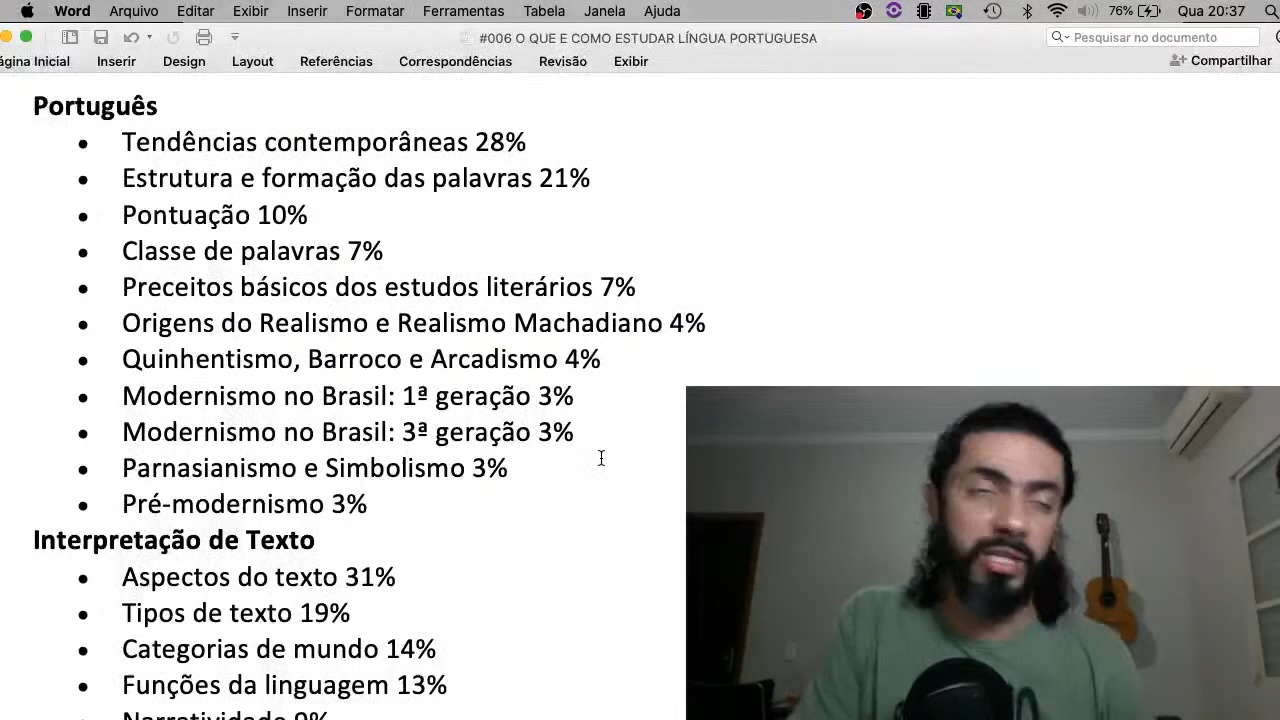 Word Arquivo Editar Exibir Inserir Formatar Ferramentas Tabela Janela Ajuda 76% Qua 20:37
#006 O QUE E COMO ESTUDAR LÍNGUA PORTUGUESA Pesquisar no documento
ágina Inicial Inserir Design Layout Referências Correspondências Revisão Exibir Compartilhar
Português
• Tendências contemporâneas 28%
• Estrutura e formação das palavras 21%
• Pontuação 10%
• Classe de palavras 7%
• Preceitos básicos dos estudos literários 7%
• Origens do Realismo e Realismo Machadiano 4%
• Quinhentismo, Barroco e Arcadismo 4%
• Modernismo no Brasil: 1ª geração 3%
• Modernismo no Brasil: 3ª geração 3%
• Parnasianismo e Simbolismo 3%
• Pré-modernismo 3%
Interpretação de Texto
• Aspectos do texto 31%
• Tipos de texto 19%
• Categorias de mundo 14%
• Funções da linguagem 13%
Narratividade 9%